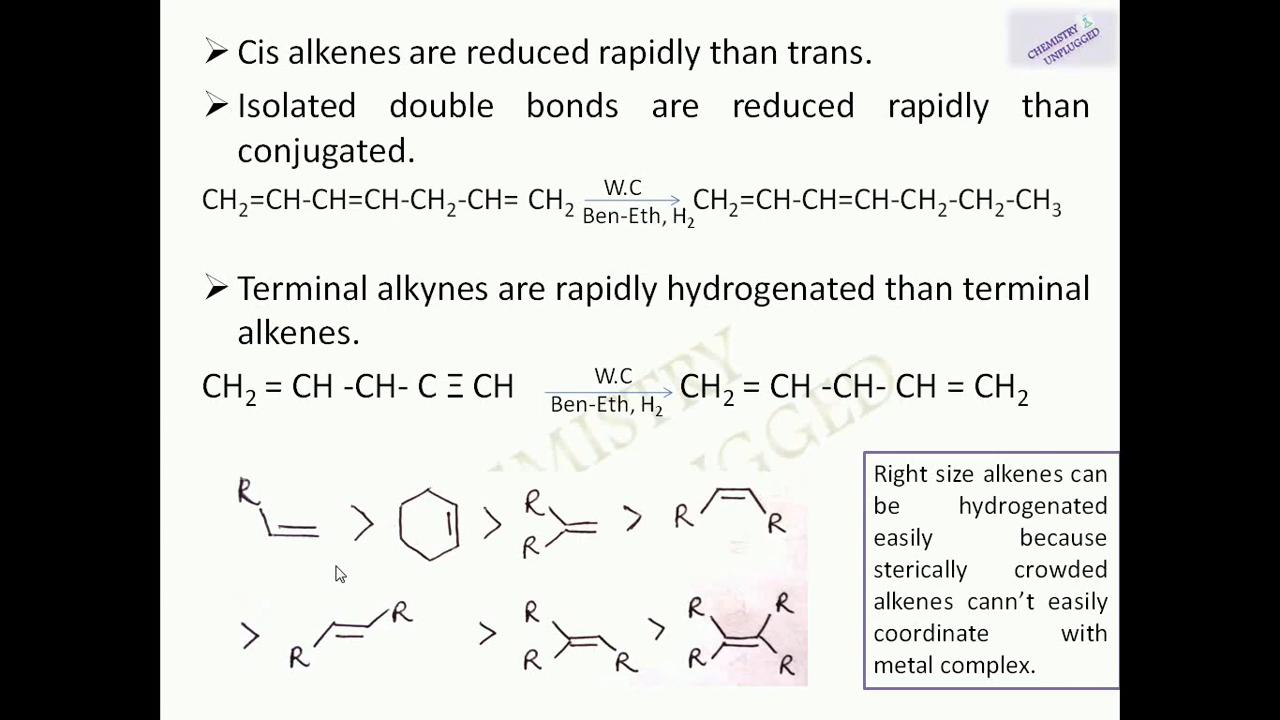 CHEMISTRY
UNPLUGGED
➢ Cis alkenes are reduced rapidly than trans.
➢ Isolated double bonds are reduced rapidly than
conjugated.
CH₂=CH-CH=CH-CH₂-CH= CH₂ W.C Ben-Eth, H₂ CH₂=CH-CH=CH-CH₂-CH₂-CH₃
➢ Terminal alkynes are rapidly hydrogenated than terminal
alkenes.
CH₂ = CH -CH- C Ξ CH W.C Ben-Eth, H₂ CH₂ = CH -CH- CH = CH₂
R > > R R > R R
> R R > R R R > R R R R
Right size alkenes can
be hydrogenated
easily because
sterically crowded
alkenes cann't easily
coordinate with
metal complex.